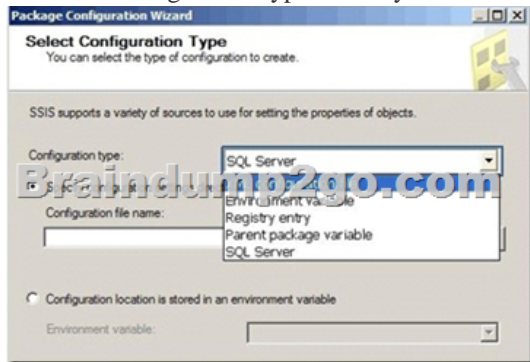 Package Configuration Wizard
Select Configuration Type
You can select the type of configuration to create.
SSIS supports a variety of sources to use for setting the properties of objects.
Configuration type:
SQL Server
Braindump2go.com
Environment variable
Registry entry
Parent package variable
SQL Server
Configuration file name:
Configuration location is stored in an environment variable
Environment variable: